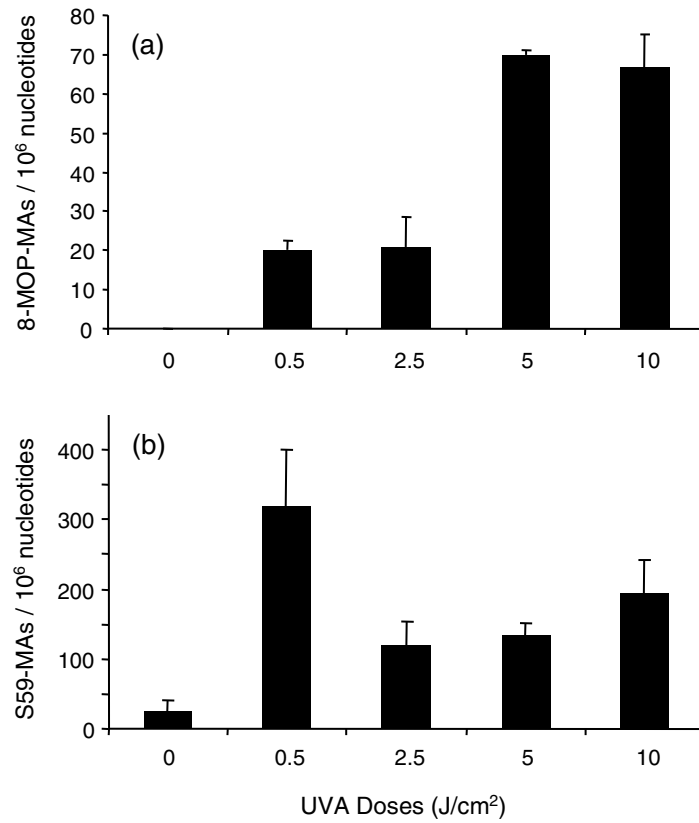 (a)
8-MOP-MAs / 10⁶ nucleotides
80
70
60
50
40
30
20
10
0
0 0.5 2.5 5 10
(b)
S59-MAs / 10⁶ nucleotides
400
300
200
100
0
0 0.5 2.5 5 10
UVA Doses (J/cm²)